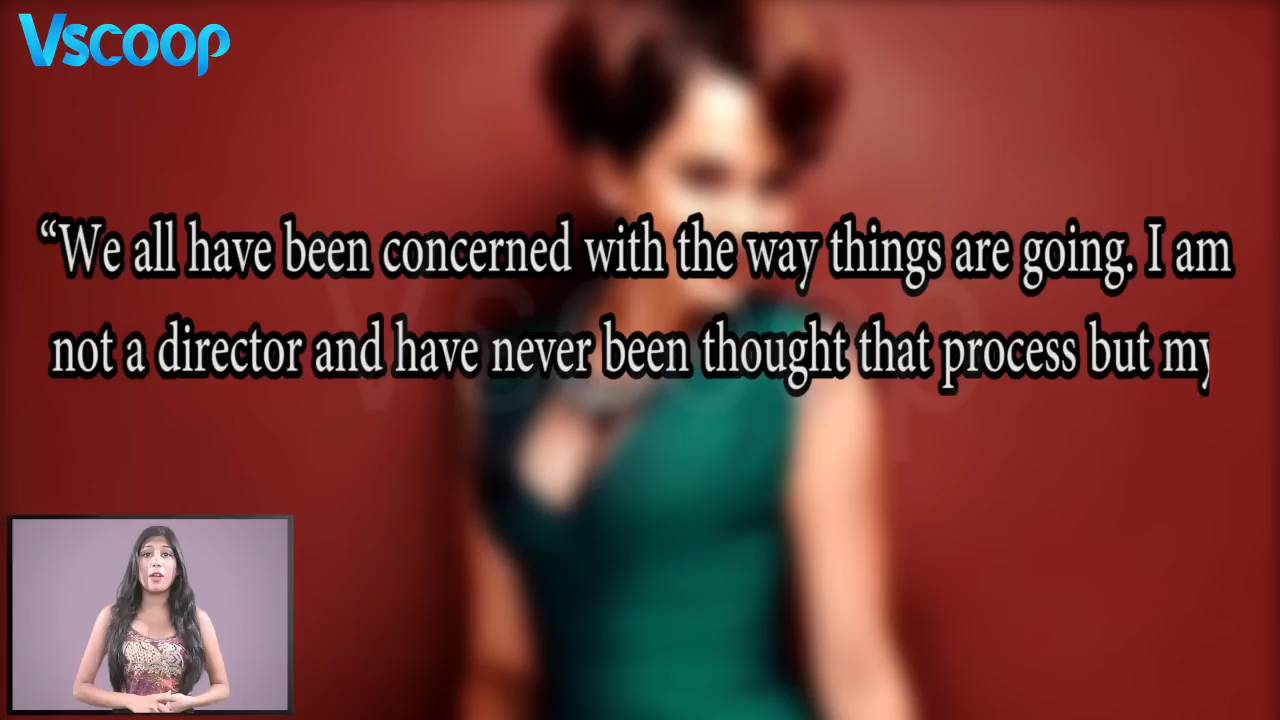 Vscoop
“We all have been concerned with the way things are going. I am
not a director and have never been thought that process but my
Vscoop